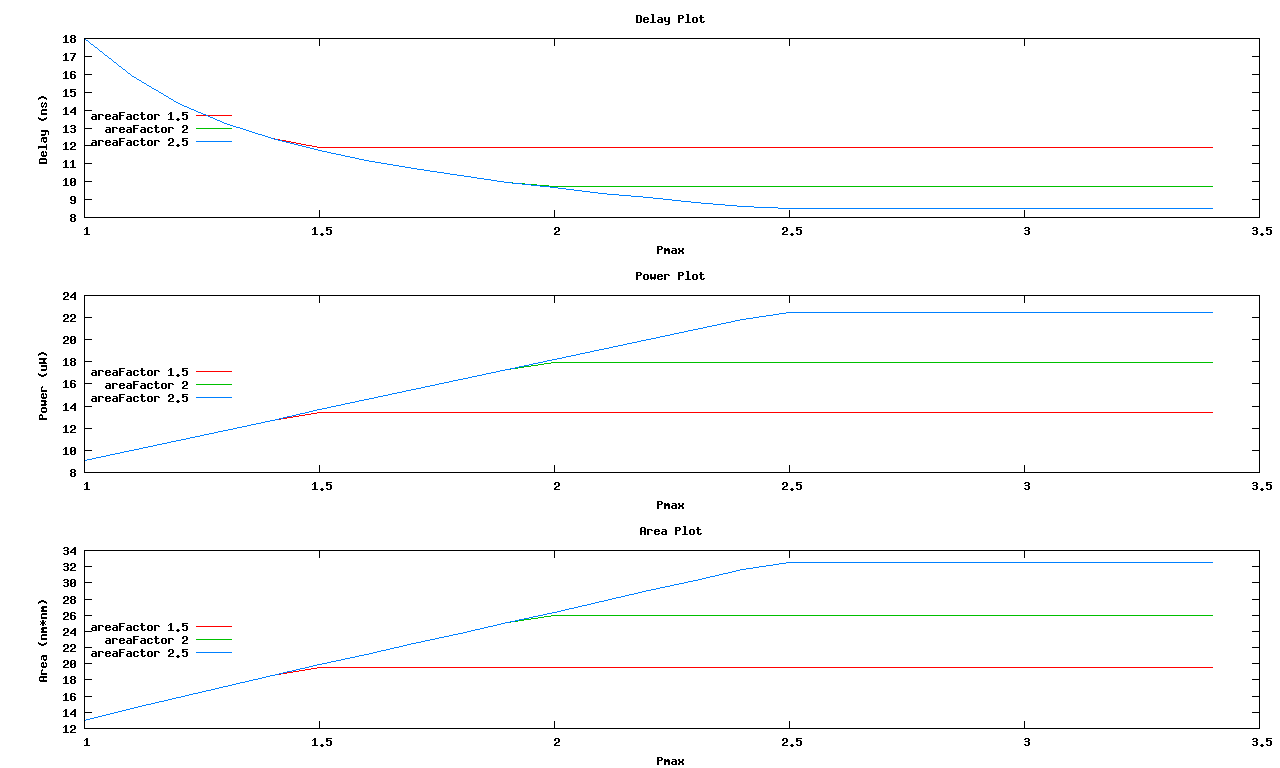 Delay Plot
18
17
16
15
14
13
12
11
10
9
8
Delay (ns)
areaFactor 1.5
areaFactor 2
areaFactor 2.5
1 1.5 2 2.5 3 3.5
Pmax
Power Plot
24
22
20
18
16
14
12
10
8
Power (uW)
areaFactor 1.5
areaFactor 2
areaFactor 2.5
1 1.5 2 2.5 3 3.5
Pmax
Area Plot
34
32
30
28
26
24
22
20
18
16
14
12
Area (nm*nm)
areaFactor 1.5
areaFactor 2
areaFactor 2.5
1 1.5 2 2.5 3 3.5
Pmax